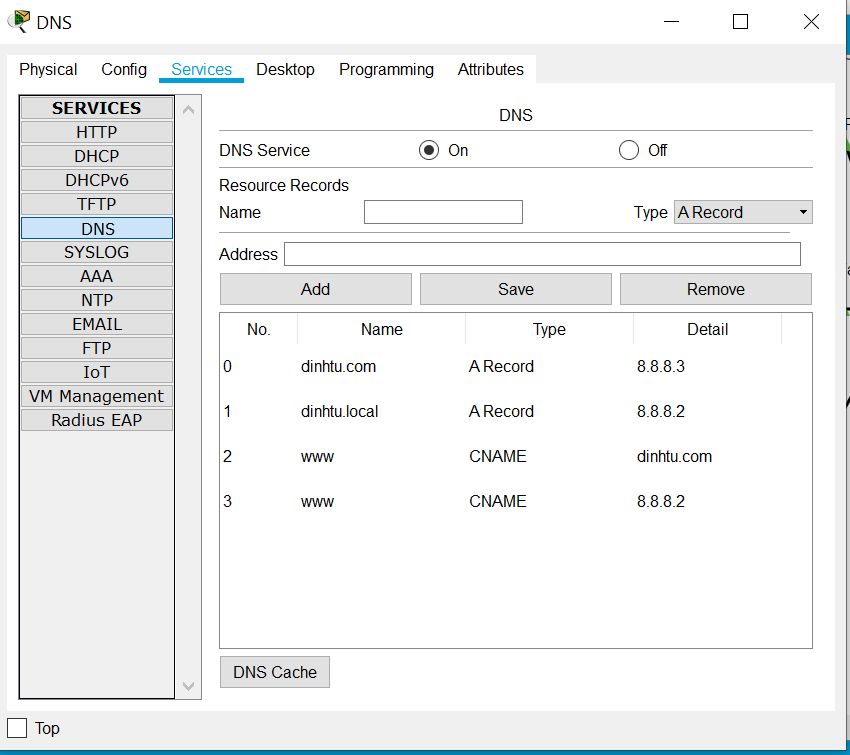 DNS
Physical Config Services Desktop Programming Attributes
SERVICES
HTTP
DHCP
DHCPv6
TFTP
DNS
SYSLOG
AAA
NTP
EMAIL
FTP
IoT
VM Management
Radius EAP
DNS
DNS Service On Off
Resource Records
Name Type A Record
Address
Add Save Remove
No. Name Type Detail
0 dinhtu.com A Record 8.8.8.3
1 dinhtu.local A Record 8.8.8.2
2 www CNAME dinhtu.com
3 www CNAME 8.8.8.2
DNS Cache
Top